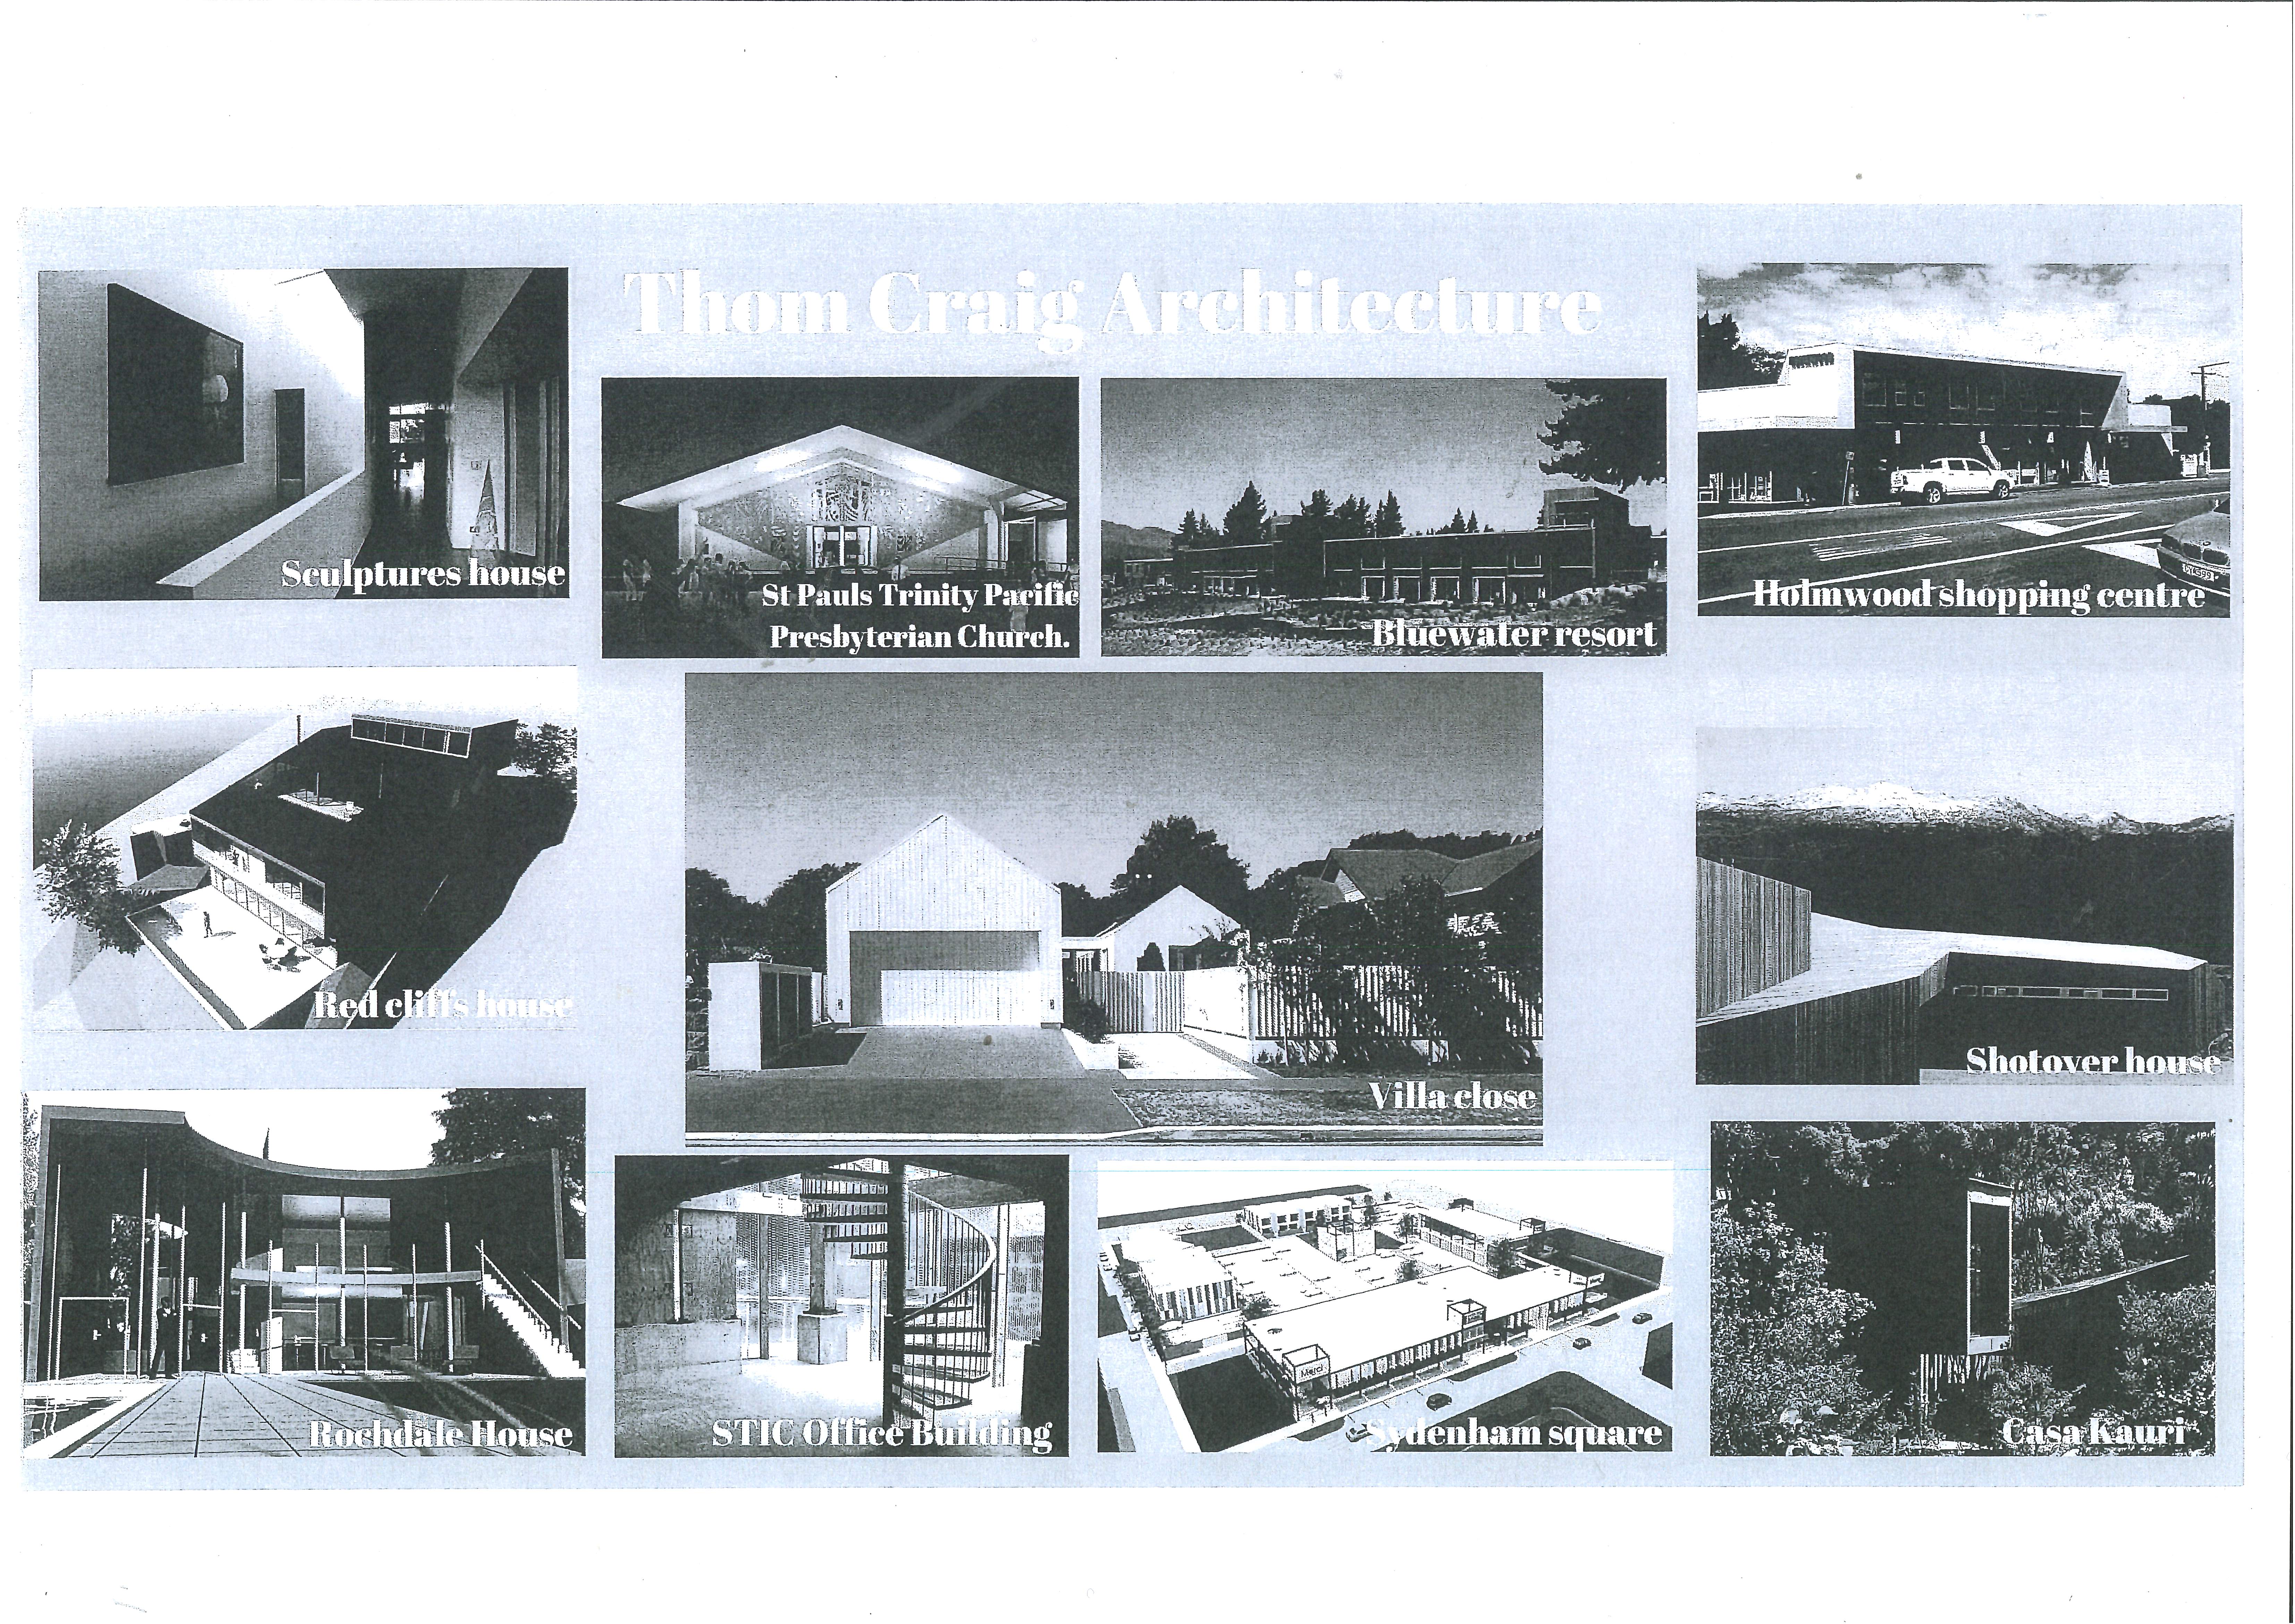 Thom Craig Architecture
Sculptures house
St Pauls Trinity Pacific
Presbyterian Church.
Bluewater resort
Holmwood shopping centre
Red cliffs house
Villa close
Shotover house
Rochdale House
STIC Office Building
Merci
Sydenham square
Casa Kauri